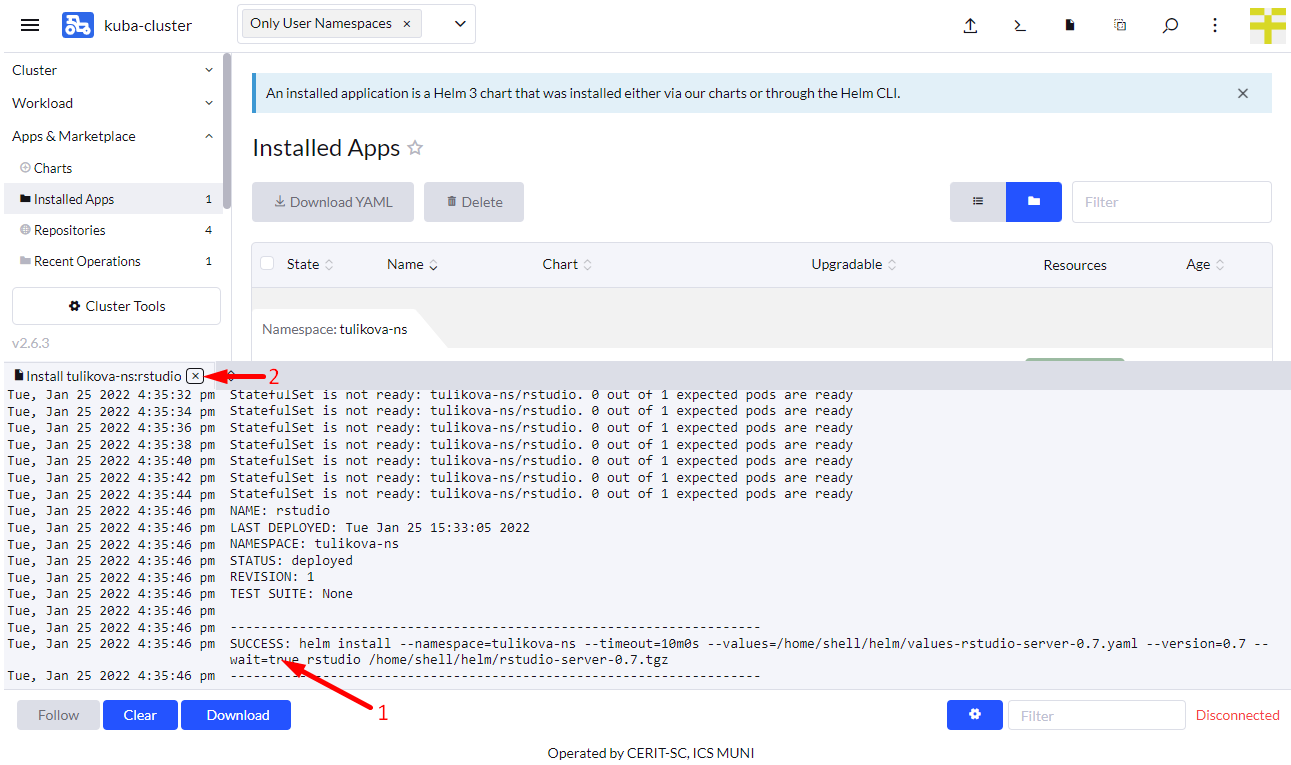 kuba-cluster
Only User Namespaces ×
Cluster
Workload
Apps & Marketplace
Charts
Installed Apps 1
Repositories 4
Recent Operations 1
Cluster Tools
v2.6.3
An installed application is a Helm 3 chart that was installed either via our charts or through the Helm CLI.
Installed Apps
Download YAML
Delete
Filter
State
Name
Chart
Upgradable
Resources
Age
Namespace: tulikova-ns
Install tulikova-ns:rstudio
2
Tue, Jan 25 2022 4:35:32 pm StatefulSet is not ready: tulikova-ns/rstudio. 0 out of 1 expected pods are ready
Tue, Jan 25 2022 4:35:34 pm StatefulSet is not ready: tulikova-ns/rstudio. 0 out of 1 expected pods are ready
Tue, Jan 25 2022 4:35:36 pm StatefulSet is not ready: tulikova-ns/rstudio. 0 out of 1 expected pods are ready
Tue, Jan 25 2022 4:35:38 pm StatefulSet is not ready: tulikova-ns/rstudio. 0 out of 1 expected pods are ready
Tue, Jan 25 2022 4:35:40 pm StatefulSet is not ready: tulikova-ns/rstudio. 0 out of 1 expected pods are ready
Tue, Jan 25 2022 4:35:42 pm StatefulSet is not ready: tulikova-ns/rstudio. 0 out of 1 expected pods are ready
Tue, Jan 25 2022 4:35:44 pm StatefulSet is not ready: tulikova-ns/rstudio. 0 out of 1 expected pods are ready
Tue, Jan 25 2022 4:35:46 pm NAME: rstudio
Tue, Jan 25 2022 4:35:46 pm LAST DEPLOYED: Tue Jan 25 15:33:05 2022
Tue, Jan 25 2022 4:35:46 pm NAMESPACE: tulikova-ns
Tue, Jan 25 2022 4:35:46 pm STATUS: deployed
Tue, Jan 25 2022 4:35:46 pm REVISION: 1
Tue, Jan 25 2022 4:35:46 pm TEST SUITE: None
Tue, Jan 25 2022 4:35:46 pm
Tue, Jan 25 2022 4:35:46 pm ---------------------------------------------------------------------
Tue, Jan 25 2022 4:35:46 pm SUCCESS: helm install --namespace=tulikova-ns --timeout=10m0s --values=/home/shell/helm/values-rstudio-server-0.7.yaml --version=0.7 --
wait=true rstudio /home/shell/helm/rstudio-server-0.7.tgz
Tue, Jan 25 2022 4:35:46 pm ---------------------------------------------------------------------
1
Follow
Clear
Download
Filter
Disconnected
Operated by CERIT-SC, ICS MUNI